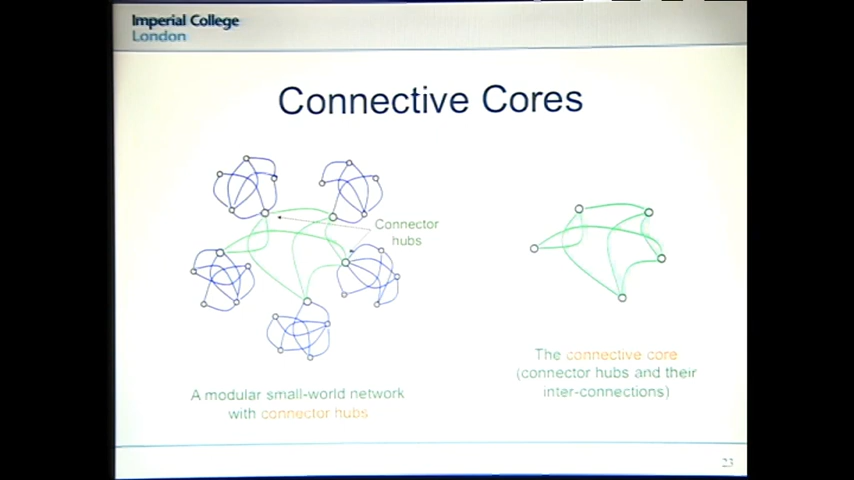 Imperial College
London
Connective Cores
Connector
hubs
A modular small-world network
with connector hubs
The connective core
(connector hubs and their
inter-connections)
23